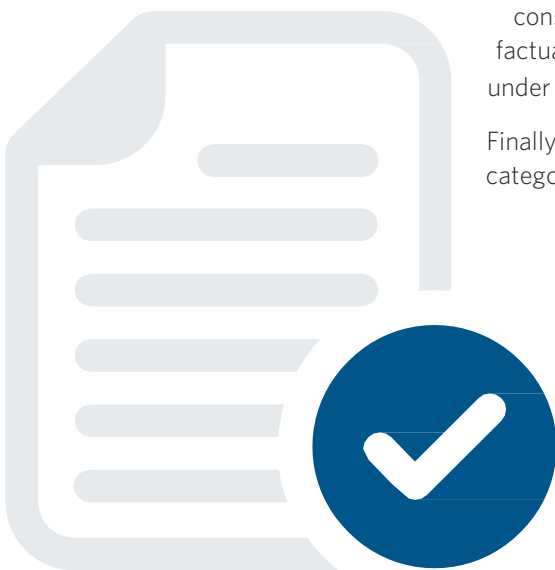 cons
factua
under
Finally
catego